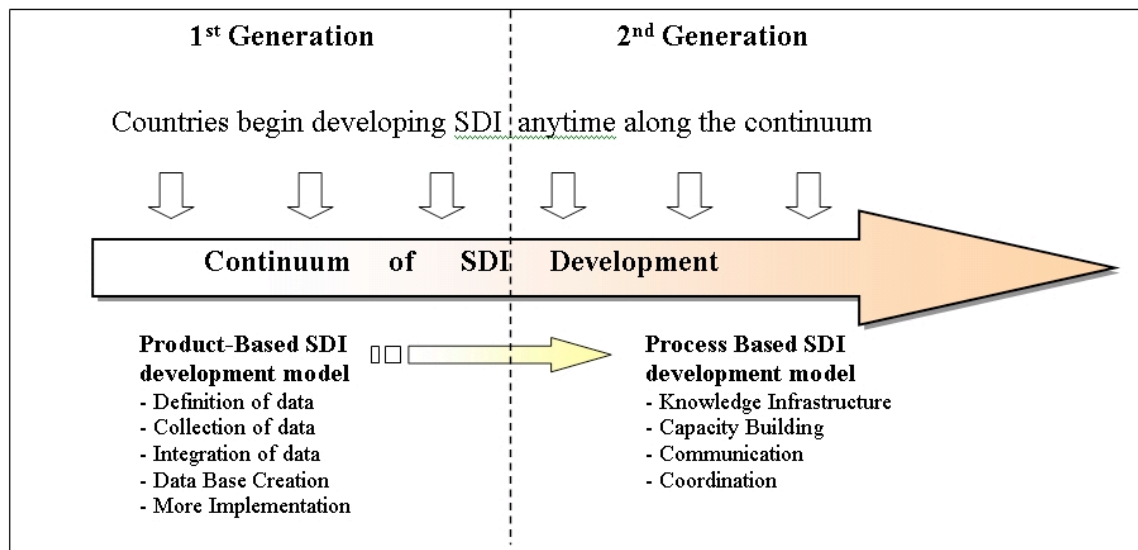 1st Generation
2nd Generation
Countries begin developing SDI anytime along the continuum
Continuum of SDI Development
Product-Based SDI
development model
- Definition of data
- Collection of data
- Integration of data
- Data Base Creation
- More Implementation
Process Based SDI
development model
- Knowledge Infrastructure
- Capacity Building
- Communication
- Coordination